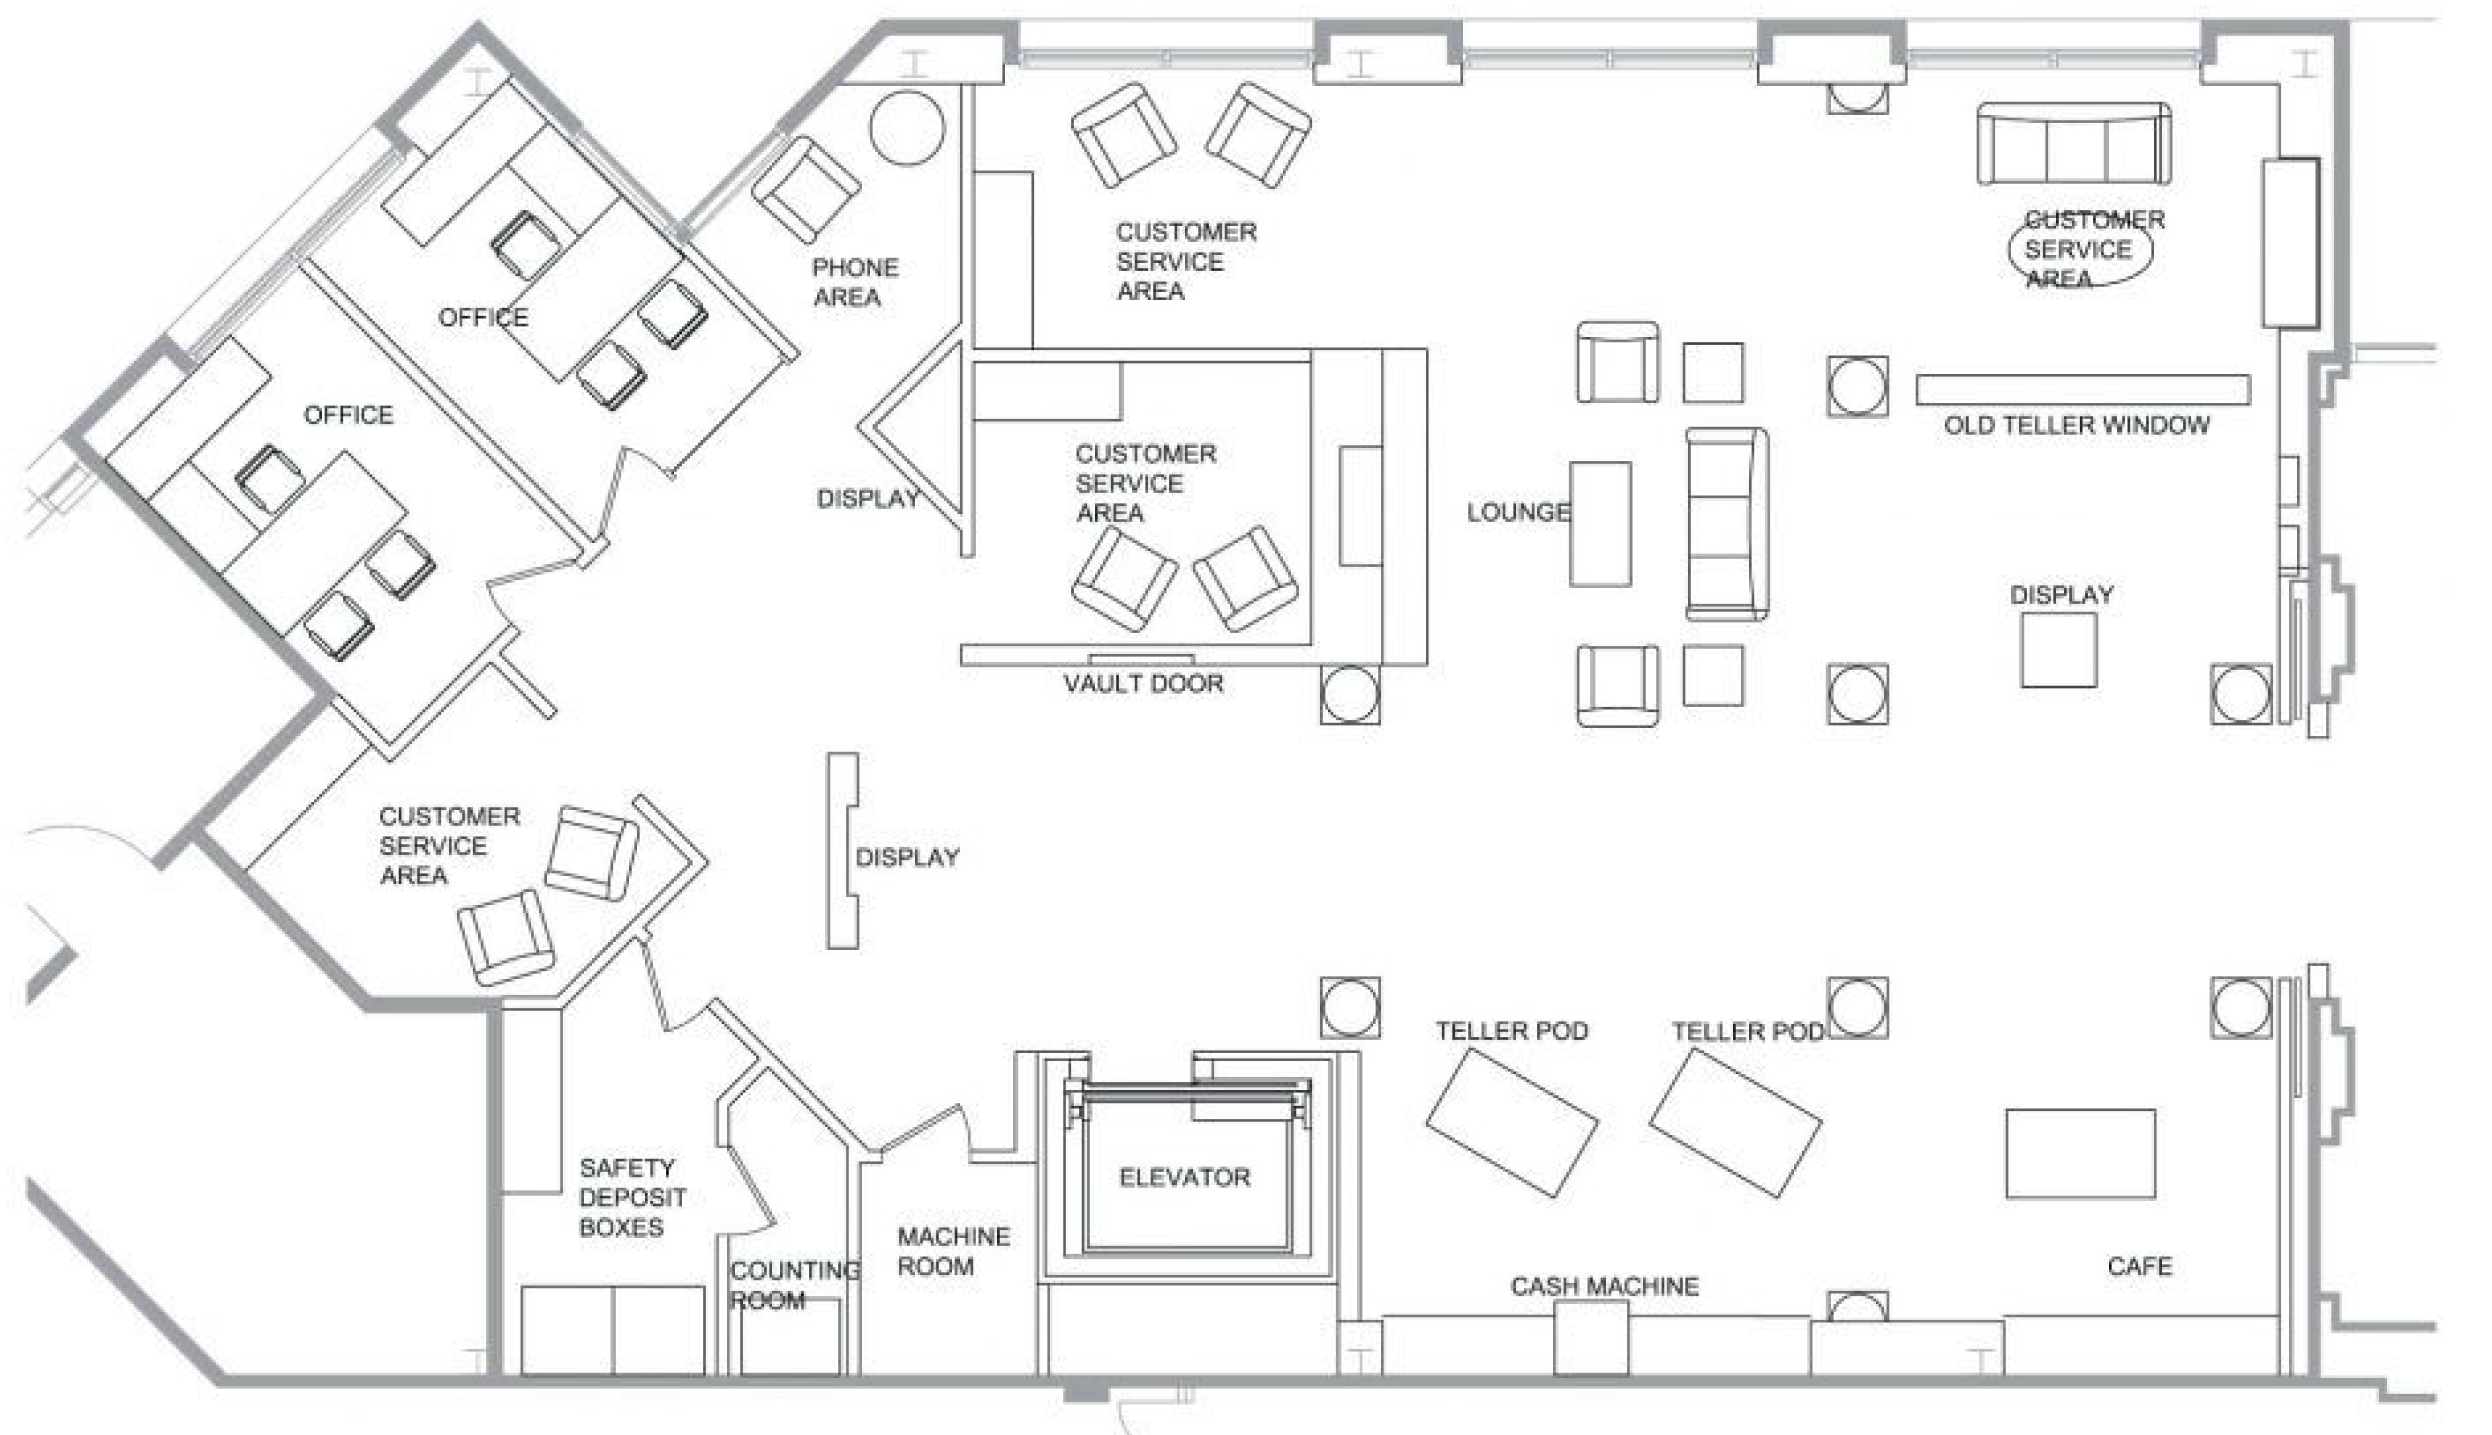 CUSTOMER
SERVICE
AREA
CUSTOMER
SERVICE
AREA
PHONE
AREA
OFFICE
OFFICE
OLD TELLER WINDOW
CUSTOMER
SERVICE
AREA
DISPLAY
LOUNGE
DISPLAY
VAULT DOOR
CUSTOMER
SERVICE
AREA
DISPLAY
TELLER POD
TELLER POD
SAFETY
DEPOSIT
BOXES
ELEVATOR
MACHINE
ROOM
COUNTING
ROOM
CASH MACHINE
CAFE